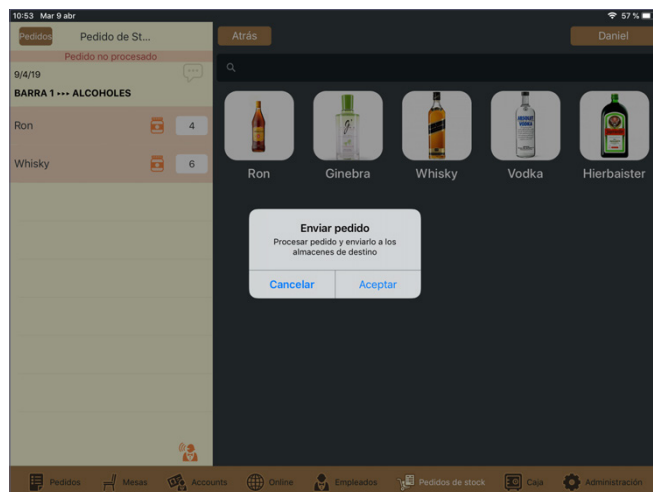 10:53 Mar 9 abr
57 %
Pedidos
Pedido de St...
Atrás
Daniel
Pedido no procesado
9/4/19
BARRA 1 ••• ALCOHOLES
Ron
4
Whisky
6
Ron
Ginebra
Whisky
Vodka
Hierbaister
Enviar pedido
Procesar pedido y enviarlo a los
almacenes de destino
Cancelar
Aceptar
Pedidos
Mesas
Accounts
Online
Empleados
Pedidos de stock
Caja
Administración